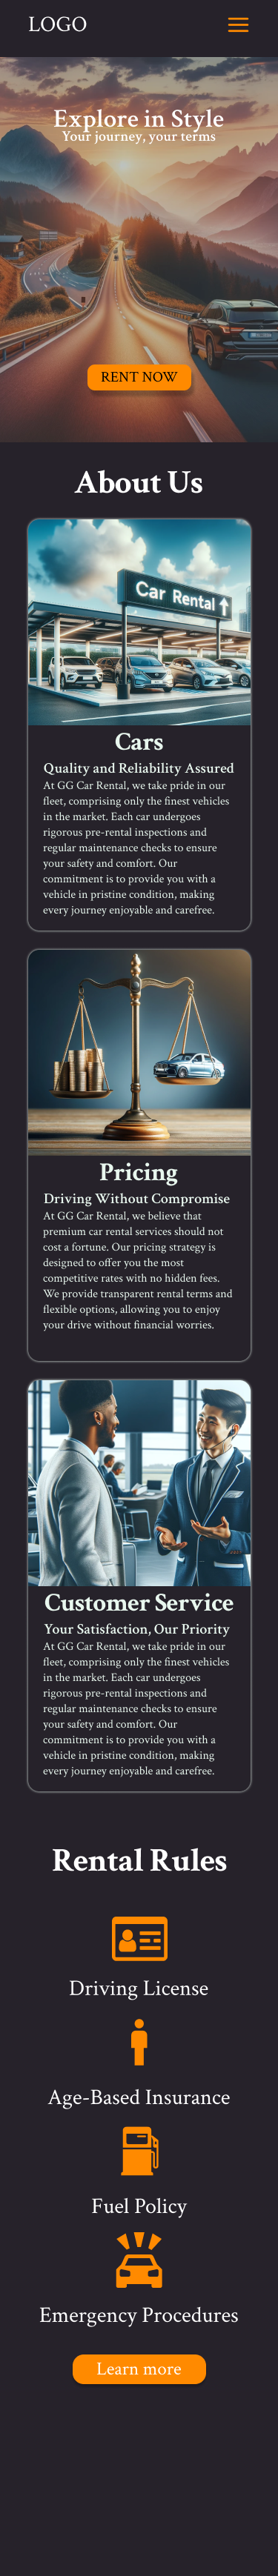 LOGO
Explore in Style
Your journey, your terms
RENT NOW
About Us
Car Rental
Cars
Quality and Reliability Assured
At GG Car Rental, we take pride in our
fleet, comprising only the finest vehicles
in the market. Each car undergoes
rigorous pre-rental inspections and
regular maintenance checks to ensure
your safety and comfort. Our
commitment is to provide you with a
vehicle in pristine condition, making
every journey enjoyable and carefree.
Pricing
Driving Without Compromise
At GG Car Rental, we believe that
premium car rental services should not
cost a fortune. Our pricing strategy is
designed to offer you the most
competitive rates with no hidden fees.
We provide transparent rental terms and
flexible options, allowing you to enjoy
your drive without financial worries.
Customer Service
Your Satisfaction, Our Priority
At GG Car Rental, we take pride in our
fleet, comprising only the finest vehicles
in the market. Each car undergoes
rigorous pre-rental inspections and
regular maintenance checks to ensure
your safety and comfort. Our
commitment is to provide you with a
vehicle in pristine condition, making
every journey enjoyable and carefree.
Rental Rules
Driving License
Age-Based Insurance
Fuel Policy
Emergency Procedures
Learn more